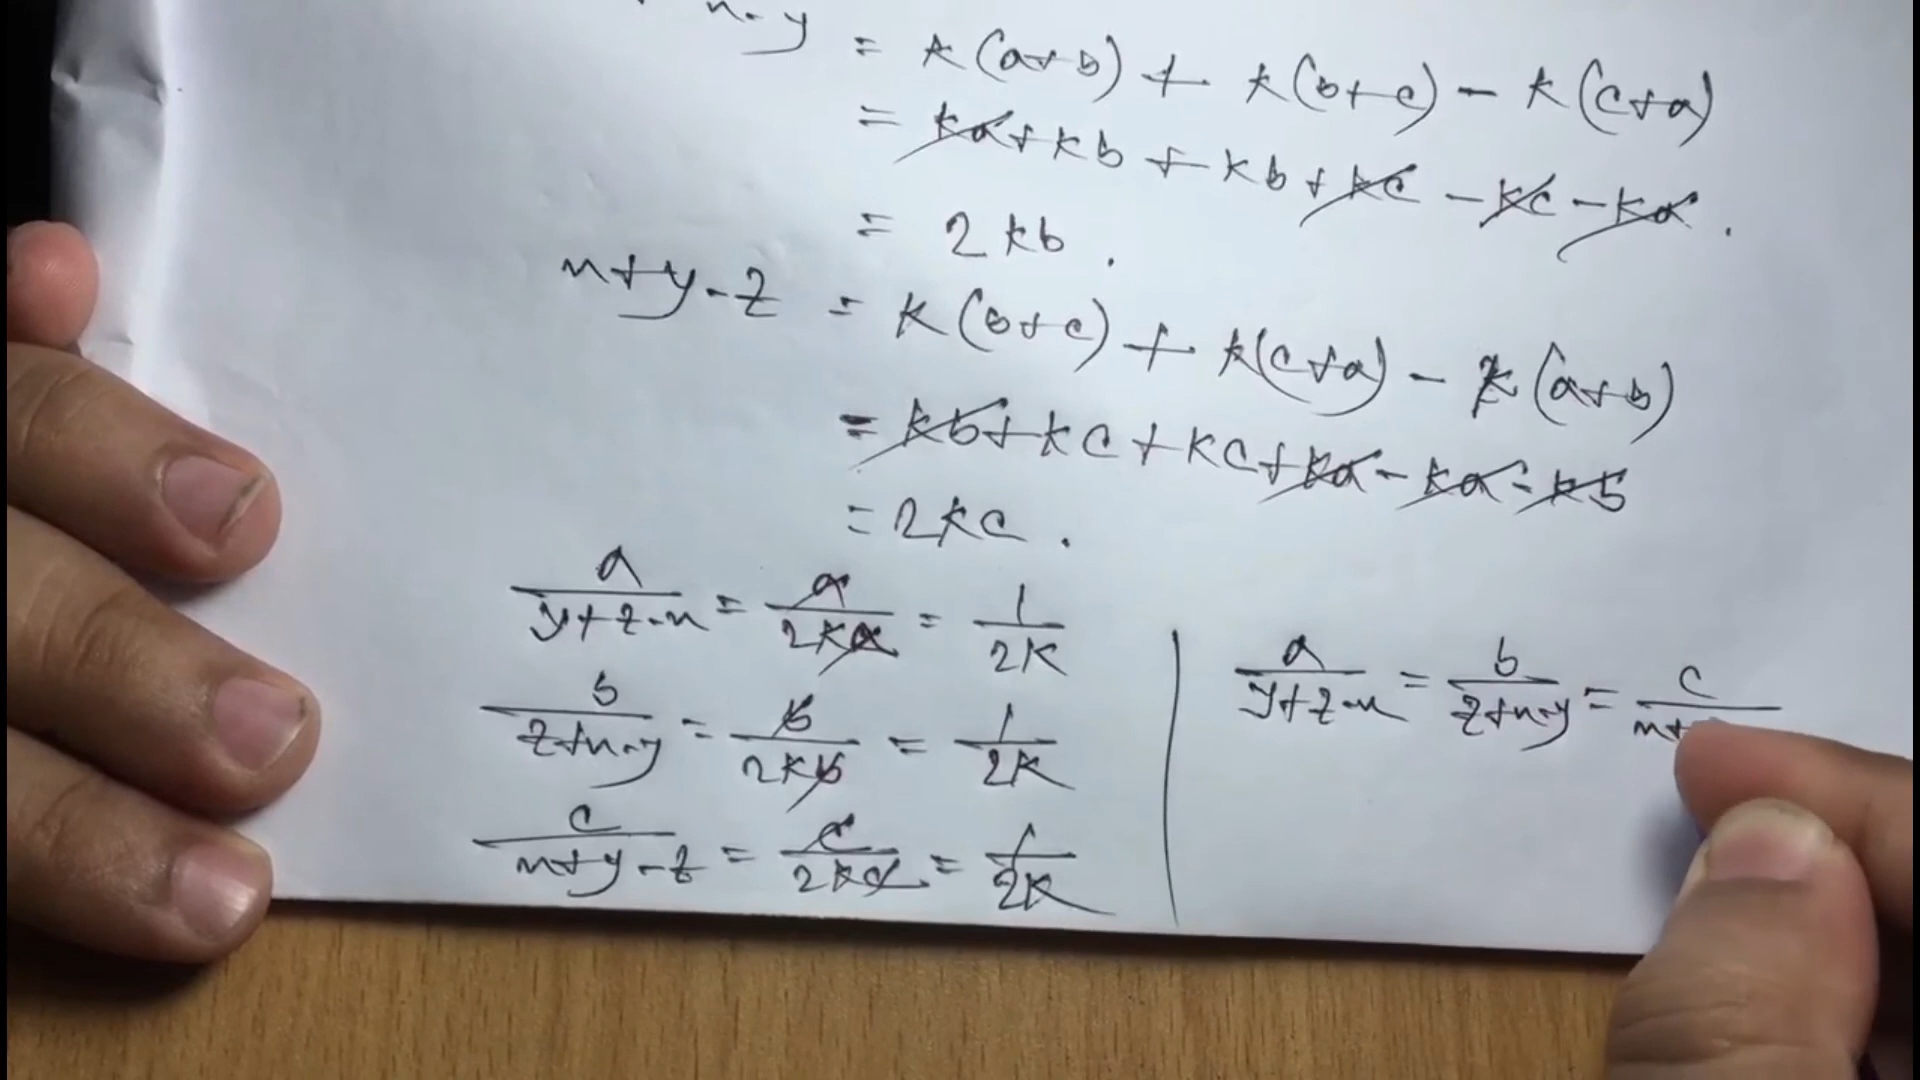 x-y = k(a+b) + k(b+c) - k(c+a)
= ka + kb + kb + kc - kc - ka .
= 2kb .
x+y-z = k(b+c) + k(c+a) - k(a+b)
= kb + kc + kc + ka - ka - kb
= 2kc .
a/(y+z-x) = a/2ka = 1/2k
b/(z+x-y) = b/2kb = 1/2k
c/(x+y-z) = c/2kc = 1/2k
a/(y+z-x) = b/(z+x-y) = c/(x+